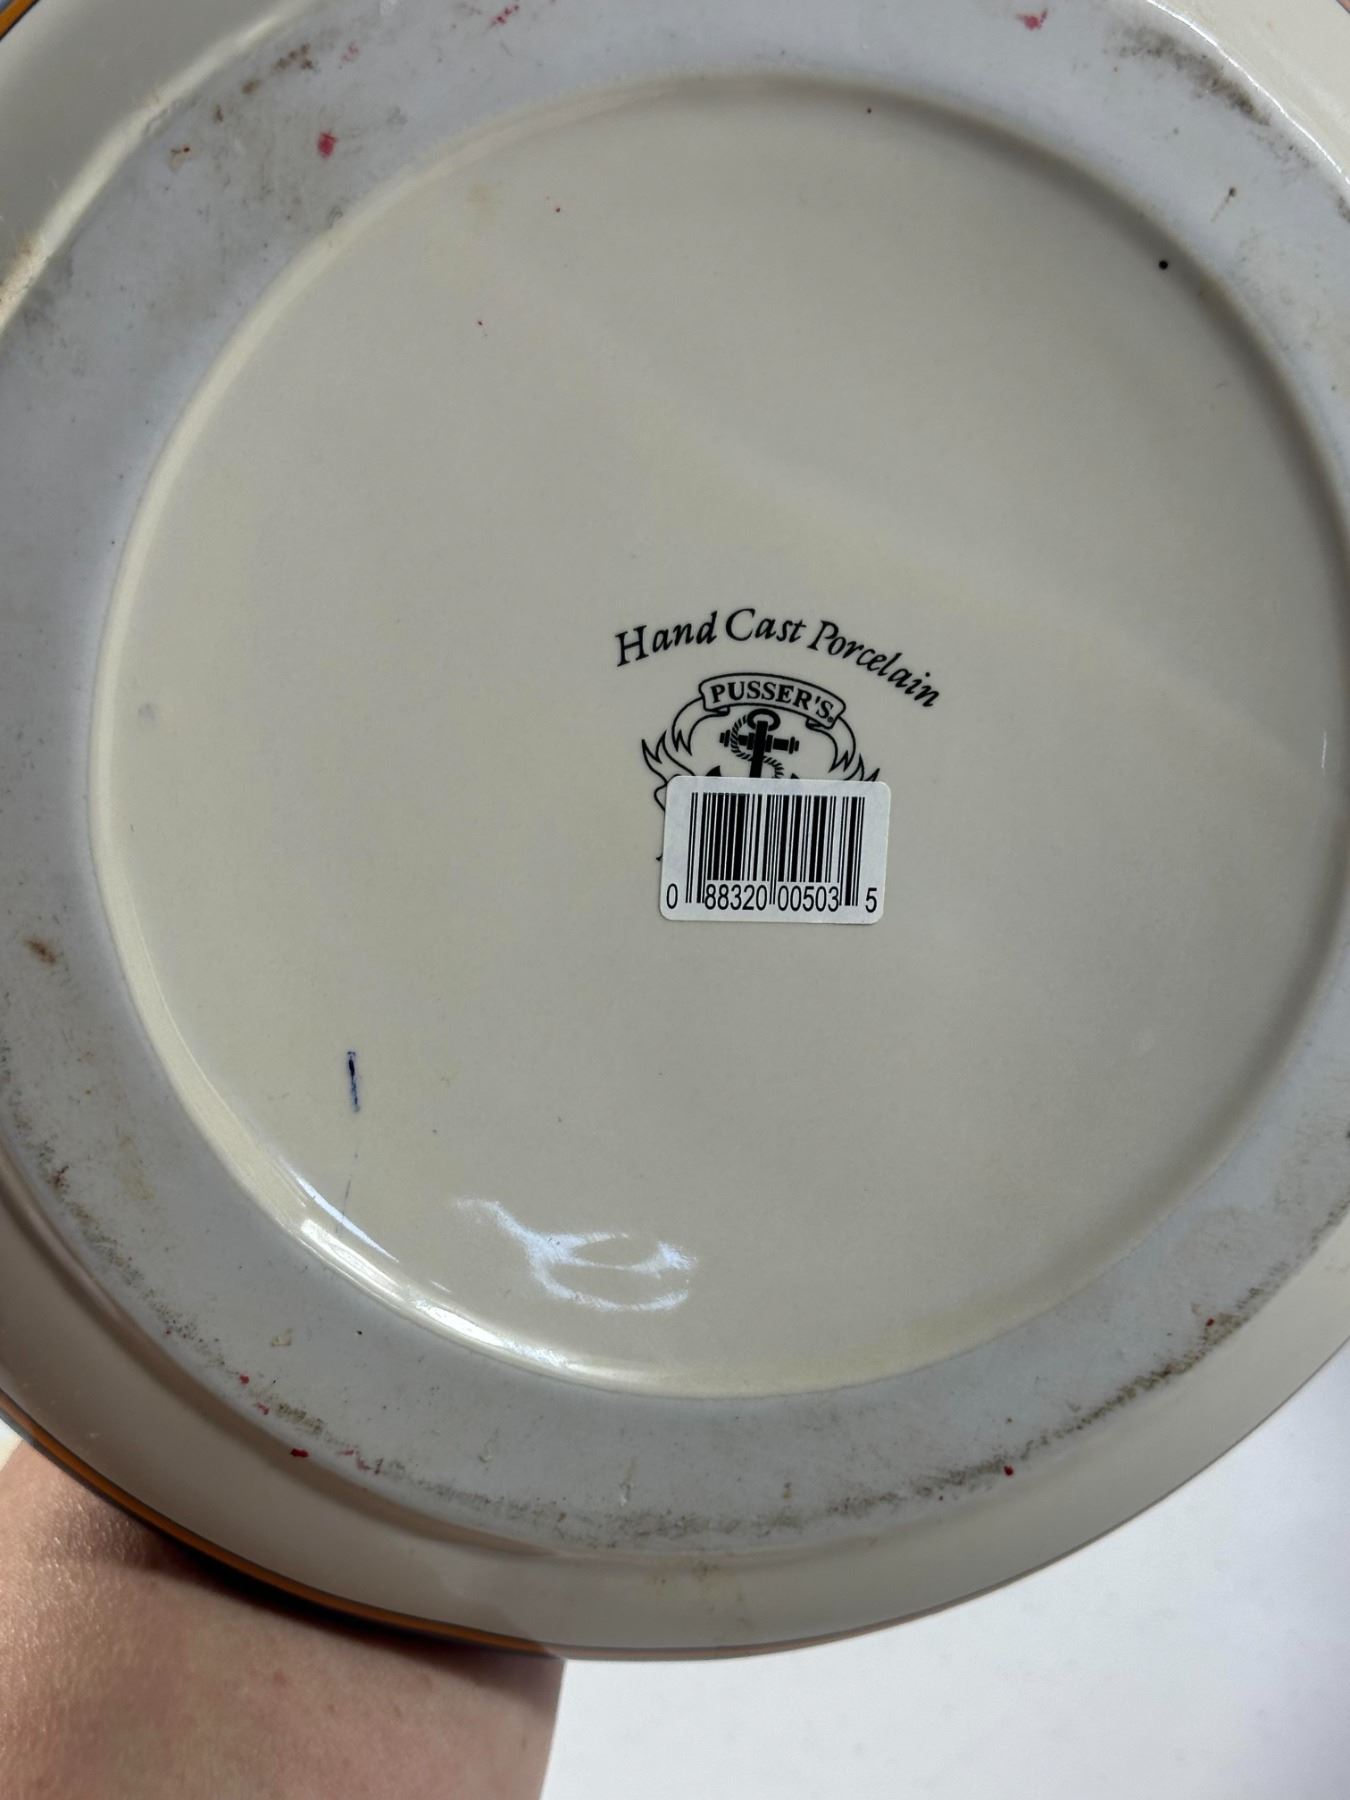 Hand Cast Porcelain
PUSSER'S®
0 88320 00503 5